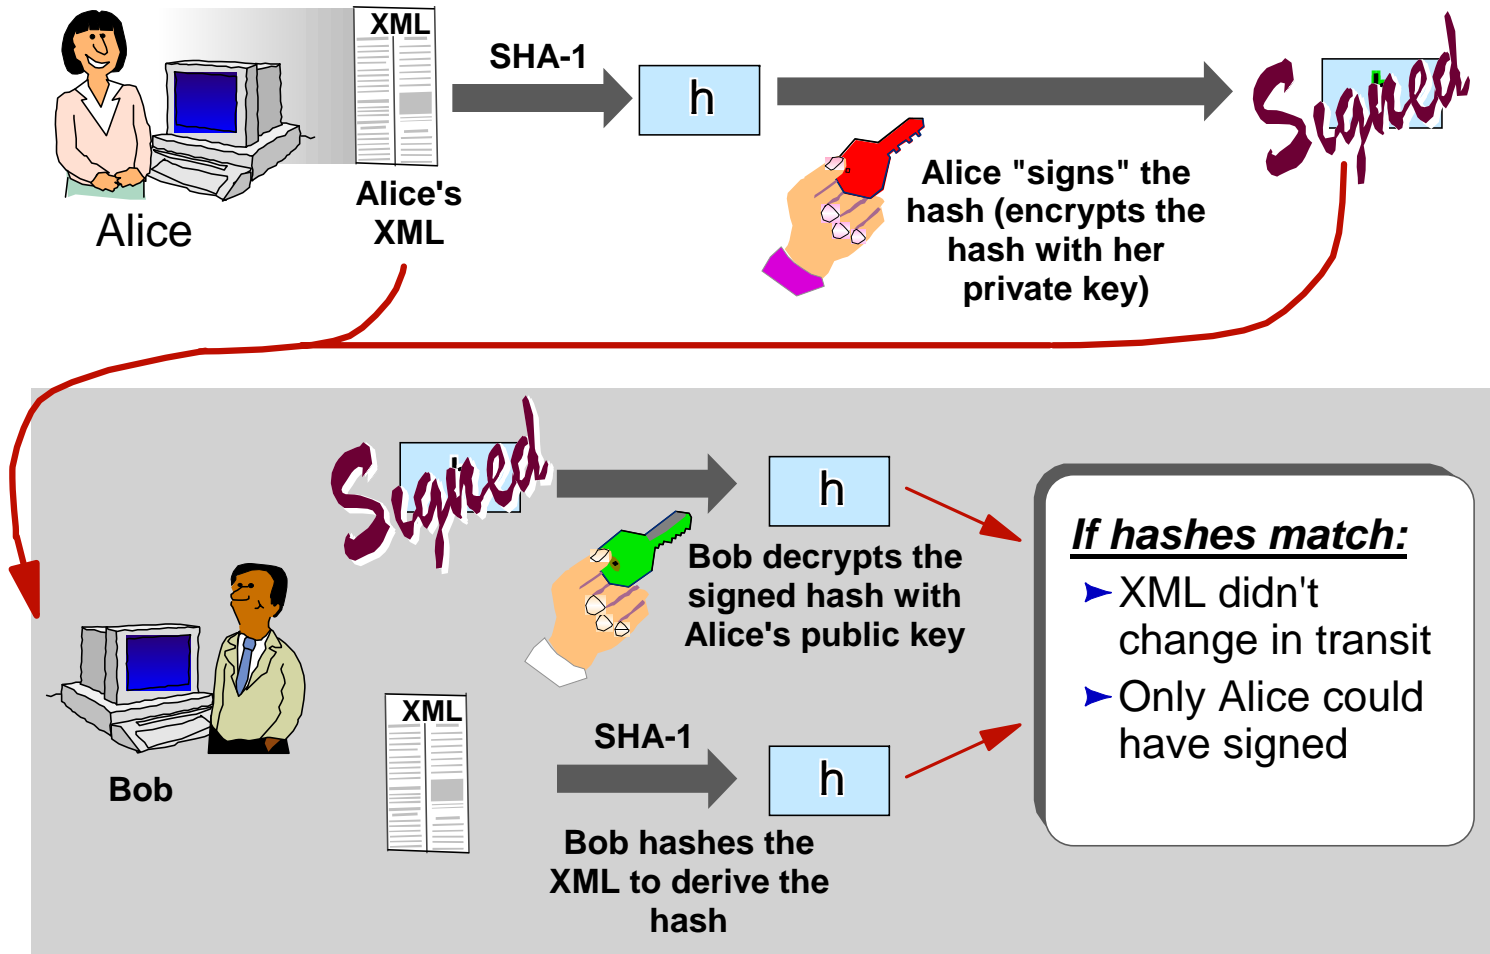 XML
SHA-1
h
Signed
Alice
Alice's
XML
Alice "signs" the
hash (encrypts the
hash with her
private key)
Signed
h
Bob decrypts the
signed hash with
Alice's public key
If hashes match:
XML didn't
change in transit
Only Alice could
have signed
Bob
XML
SHA-1
h
Bob hashes the
XML to derive the
hash